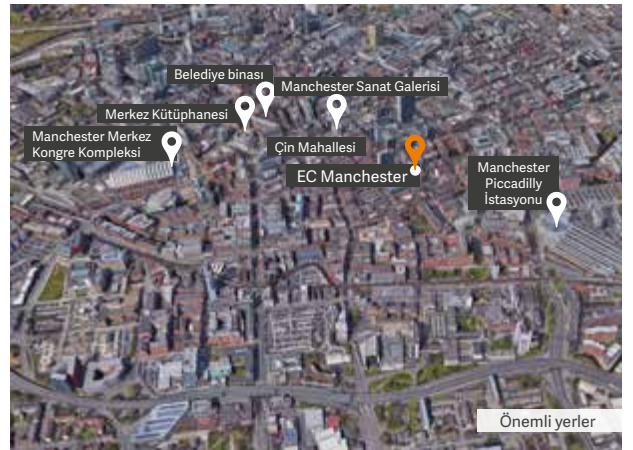 Belediye binası
Manchester Sanat Galerisi
Merkez Kütüphanesi
Manchester Merkez
Kongre Kompleksi
Çin Mahallesi
EC Manchester
Manchester
Piccadilly
İstasyonu
Önemli yerler